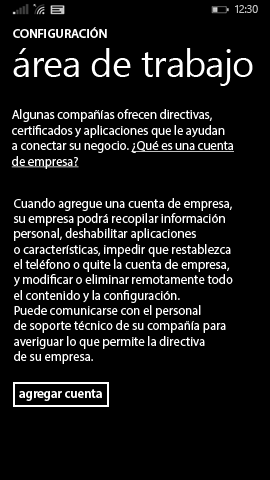 12:30
CONFIGURACIÓN
área de trabajo
Algunas compañías ofrecen directivas,
certificados y aplicaciones que le ayudan
a conectar su negocio. ¿Qué es una cuenta
de empresa?
Cuando agregue una cuenta de empresa,
su empresa podrá recopilar información
personal, deshabilitar aplicaciones
o características, impedir que restablezca
el teléfono o quite la cuenta de empresa,
y modificar o eliminar remotamente todo
el contenido y la configuración.
Puede comunicarse con el personal
de soporte técnico de su compañía para
averiguar lo que permite la directiva
de su empresa.
agregar cuenta